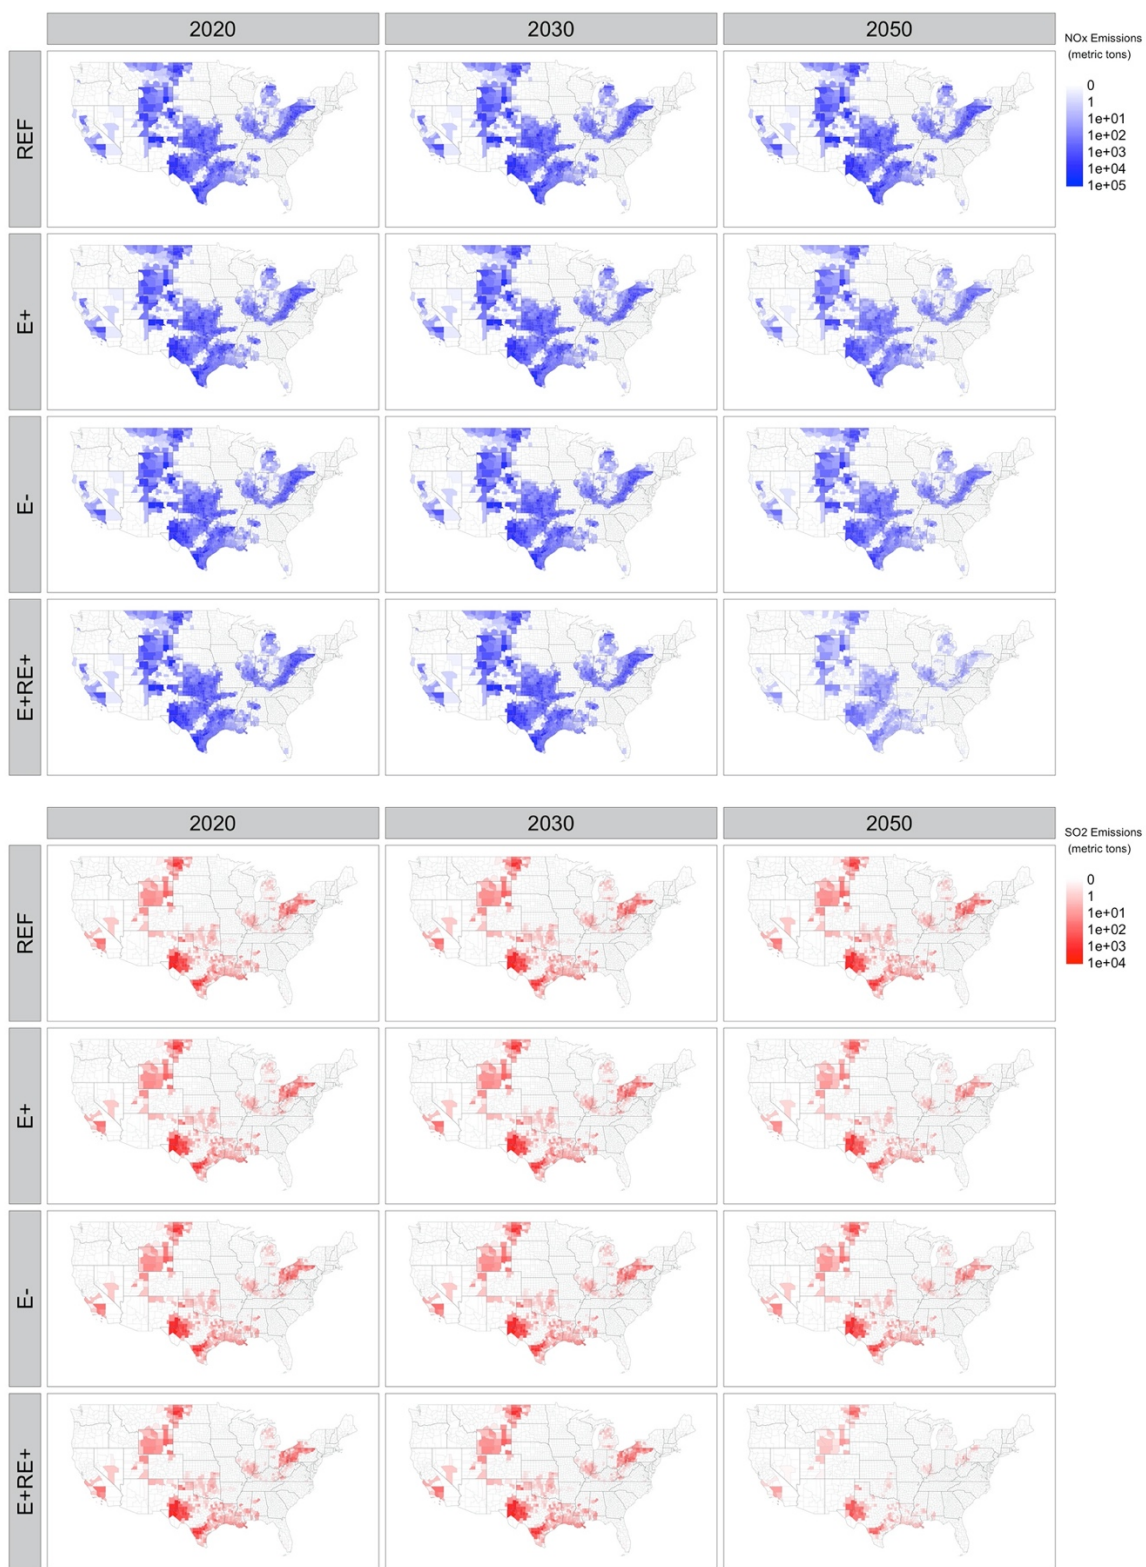 2020 2030 2050
NOx Emissions
(metric tons)
0
1
1e+01
1e+02
1e+03
1e+04
1e+05
REF
E+
E-
E+RE+
2020 2030 2050
SO2 Emissions
(metric tons)
0
1
1e+01
1e+02
1e+03
1e+04
REF
E+
E-
E+RE+